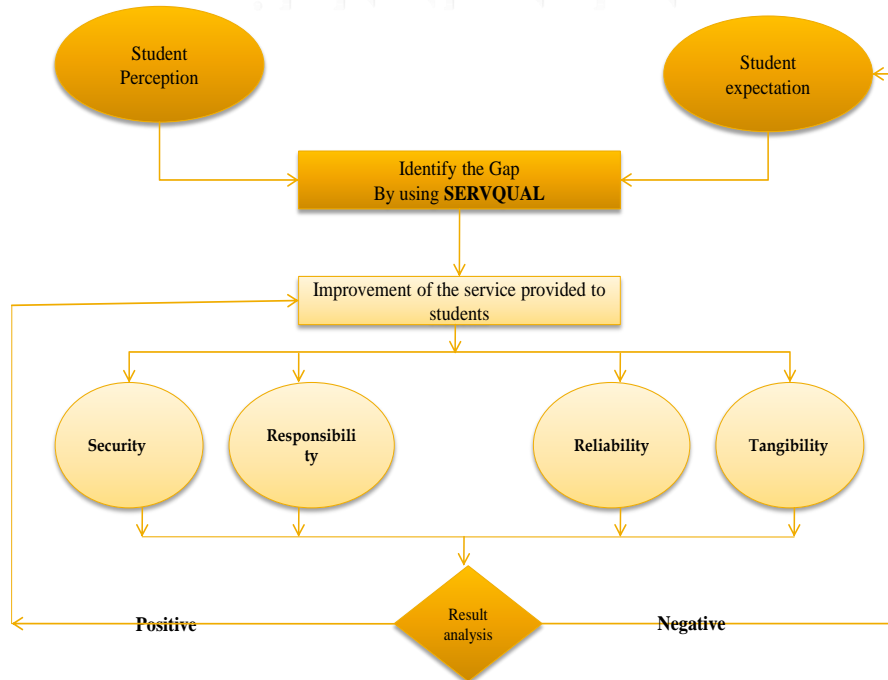 Student
Perception
Student
expectation
Identify the Gap
By using SERVQUAL
Improvement of the service provided to
students
Security
Responsibili
ty
Reliability
Tangibility
Result
analysis
Positive
Negative